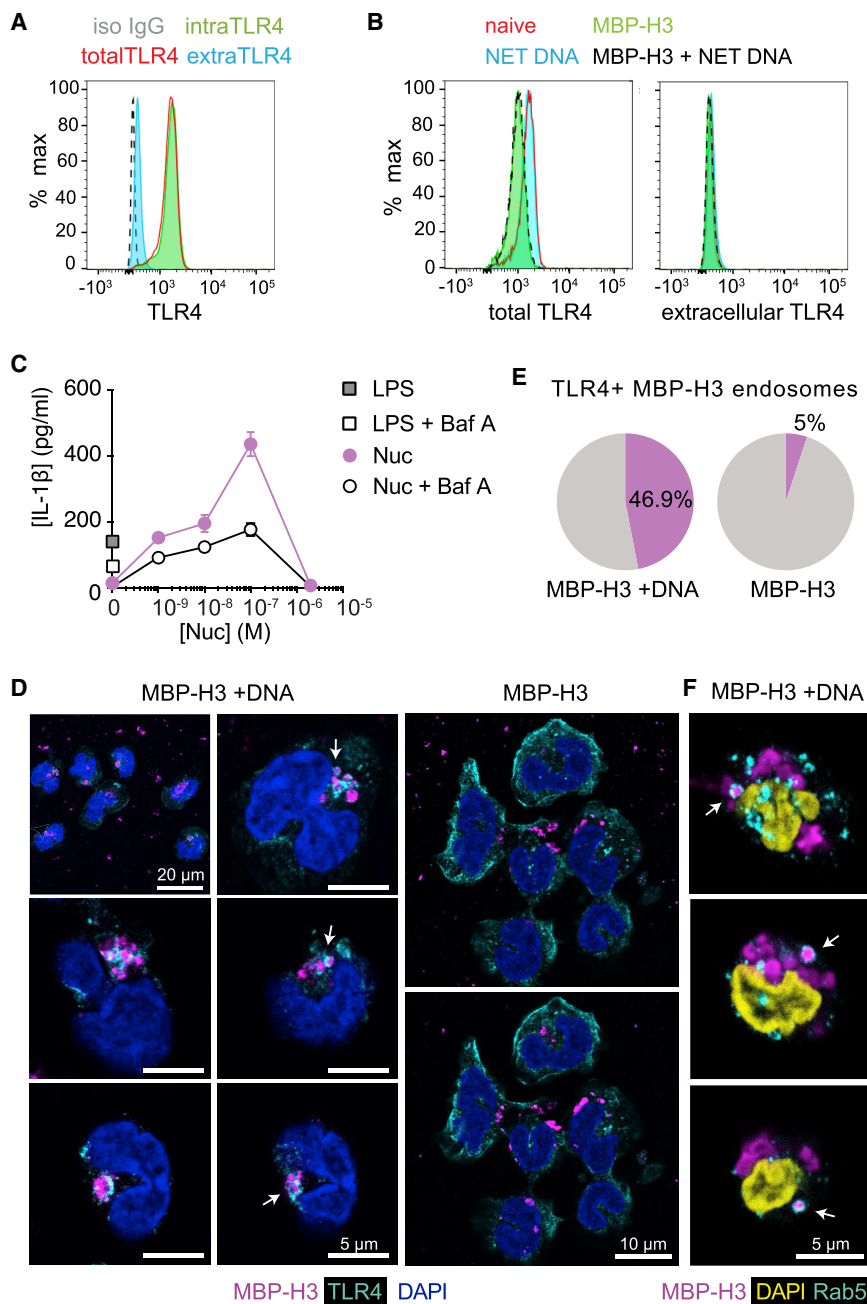 A
iso IgG intraTLR4
totalTLR4 extraTLR4
% max
100
80
60
40
20
0
-10³ 10³ 10⁴ 10⁵
TLR4
B
naive MBP-H3
NET DNA MBP-H3 + NET DNA
% max
100
80
60
40
20
0
-10³ 10³ 10⁴ 10⁵
total TLR4
-10³ 10³ 10⁴ 10⁵
extracellular TLR4
C
[IL-1β] (pg/ml)
600
400
200
0
0 10⁻⁹ 10⁻⁸ 10⁻⁷ 10⁻⁶ 10⁻⁵
[Nuc] (M)
LPS
LPS + Baf A
Nuc
Nuc + Baf A
E
TLR4+ MBP-H3 endosomes
5%
46.9%
MBP-H3 +DNA
MBP-H3
D
MBP-H3 +DNA
MBP-H3
20 µm
5 µm
10 µm
MBP-H3 TLR4 DAPI
F
MBP-H3 +DNA
5 µm
MBP-H3 DAPI Rab5